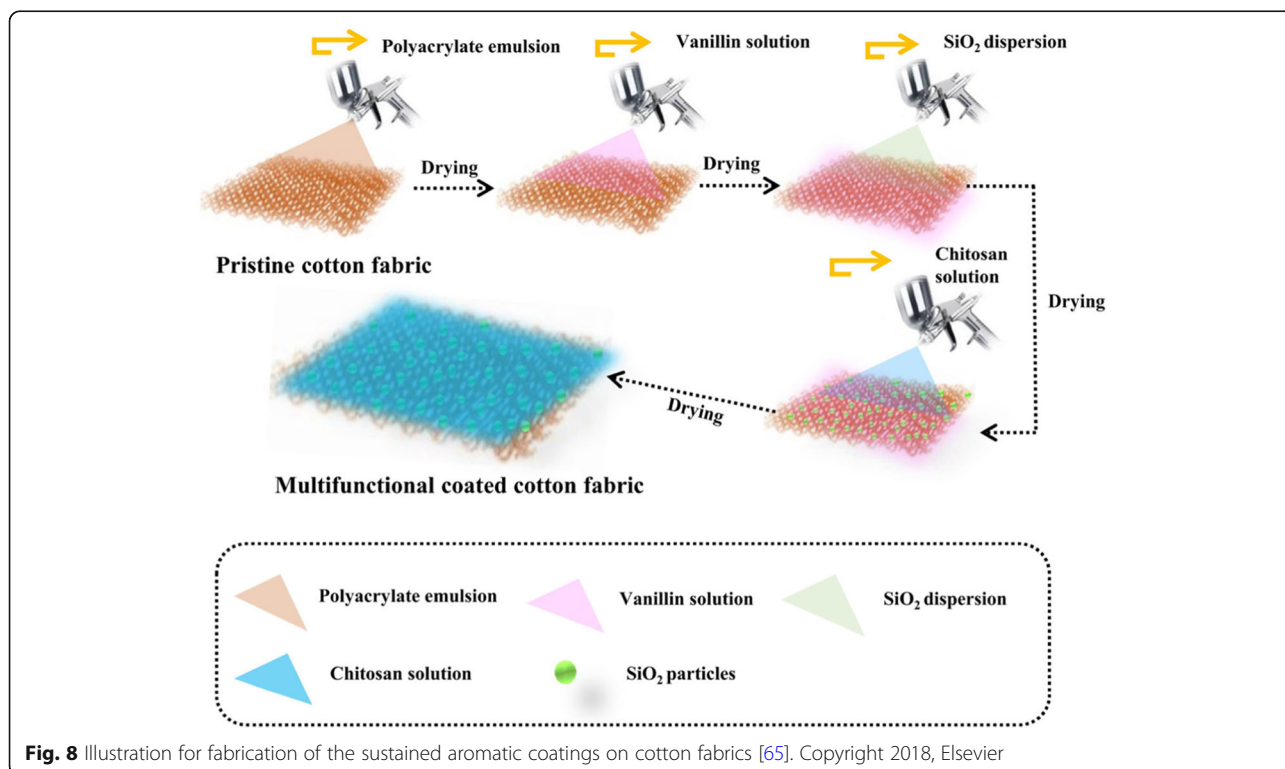 Polyacrylate emulsion
Vanillin solution
SiO₂ dispersion
Drying
Drying
Pristine cotton fabric
Chitosan
solution
Drying
Drying
Multifunctional coated cotton fabric
Polyacrylate emulsion
Vanillin solution
SiO₂ dispersion
Chitosan solution
SiO₂ particles
Fig. 8 Illustration for fabrication of the sustained aromatic coatings on cotton fabrics [65]. Copyright 2018, Elsevier